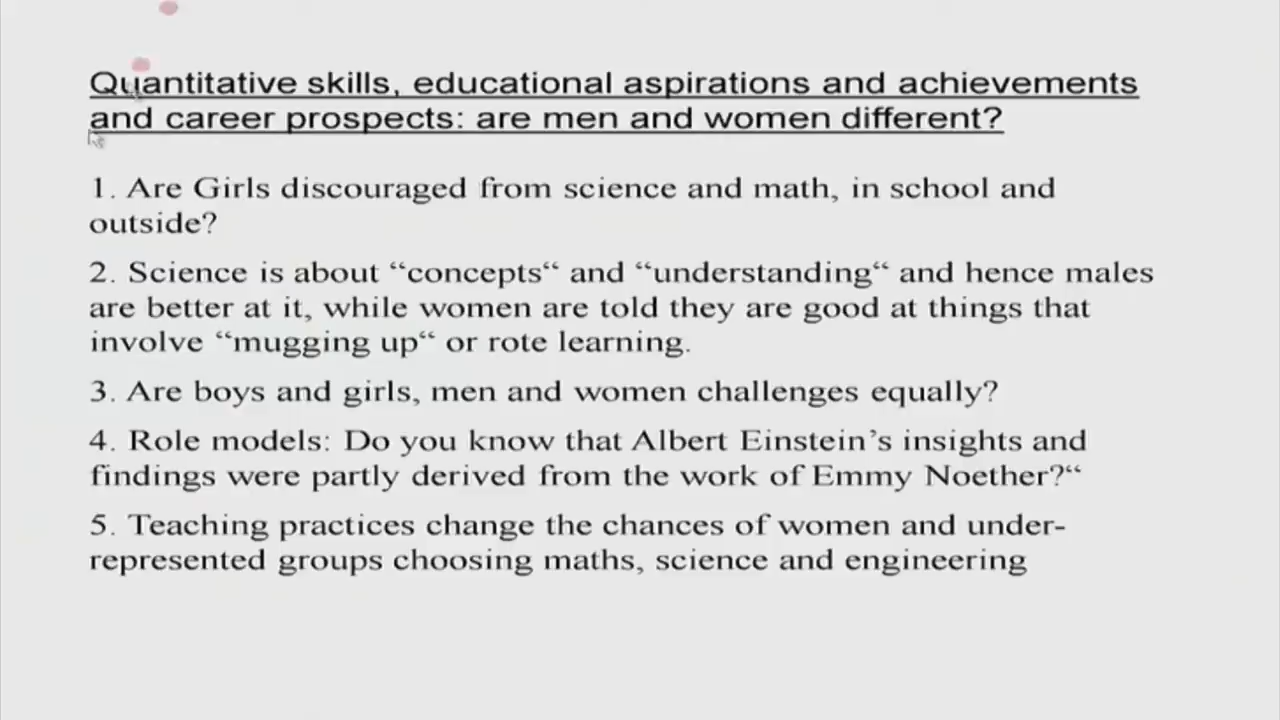 Quantitative skills, educational aspirations and achievements
and career prospects: are men and women different?
1. Are Girls discouraged from science and math, in school and
outside?
2. Science is about “concepts“ and “understanding“ and hence males
are better at it, while women are told they are good at things that
involve “mugging up“ or rote learning.
3. Are boys and girls, men and women challenges equally?
4. Role models: Do you know that Albert Einstein’s insights and
findings were partly derived from the work of Emmy Noether?“
5. Teaching practices change the chances of women and under-
represented groups choosing maths, science and engineering